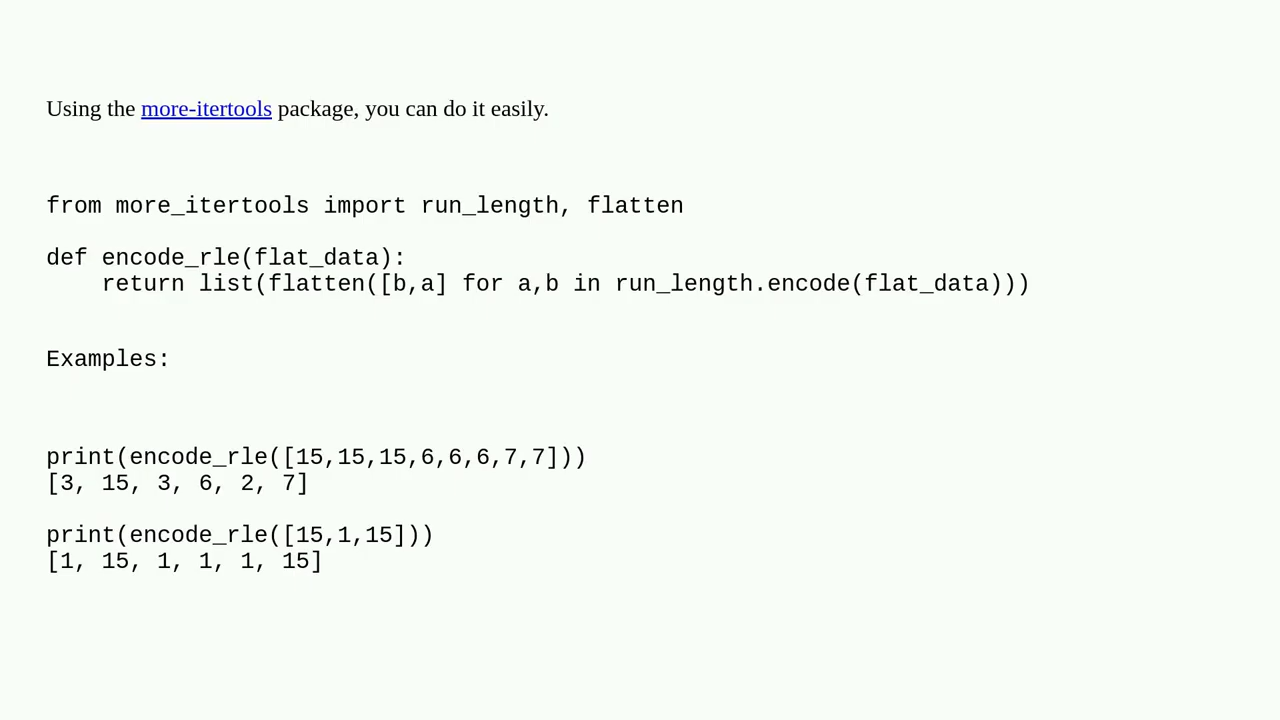 Using the more-itertools package, you can do it easily.
from more_itertools import run_length, flatten
def encode_rle(flat_data):
    return list(flatten([b,a] for a,b in run_length.encode(flat_data)))
Examples:
print(encode_rle([15,15,15,6,6,6,7,7]))
[3, 15, 3, 6, 2, 7]
print(encode_rle([15,1,15]))
[1, 15, 1, 1, 1, 15]